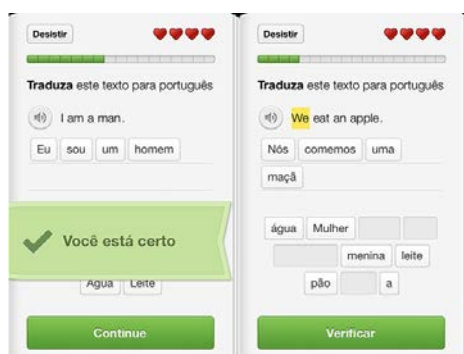 Desistir
Traduza este texto para português
I am a man.
Eu sou um homem
Você está certo
Água Leite
Continue
Desistir
Traduza este texto para português
We eat an apple.
Nós comemos uma
maçã
água Mulher
menina leite
pão a
Verificar